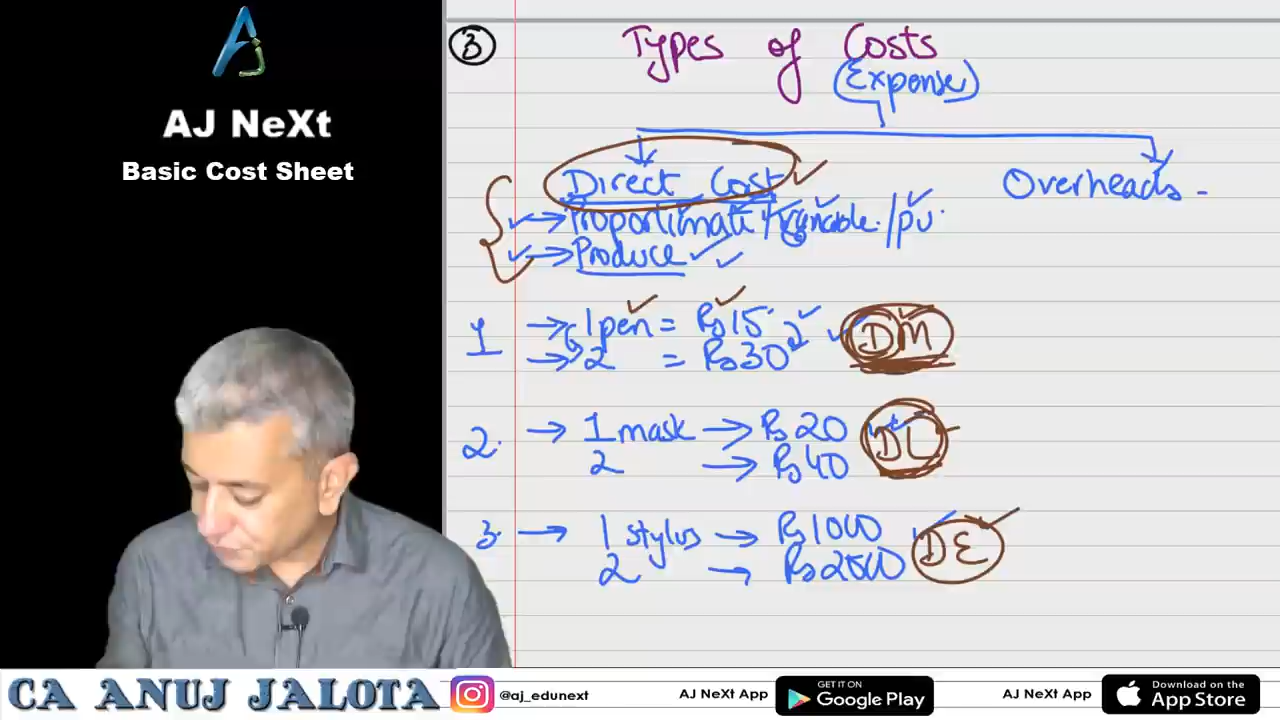 AJ NeXt
Basic Cost Sheet
3 Types of Costs
(Expense)
Direct Cost
Overheads -
→ Proportimate / Variable / pu.
→ Produce
1 → 1 pen = Rs 15
→ 2 = Rs 30 DM
2. → 1 mask → Rs 20
2 → Rs 40 DL
3. → 1 stylus → Rs 1000
2 → Rs 2000 DE
CA ANUJ JALOTA
@aj_edunext
AJ NeXt App
GET IT ON
Google Play
AJ NeXt App
Download on the
App Store